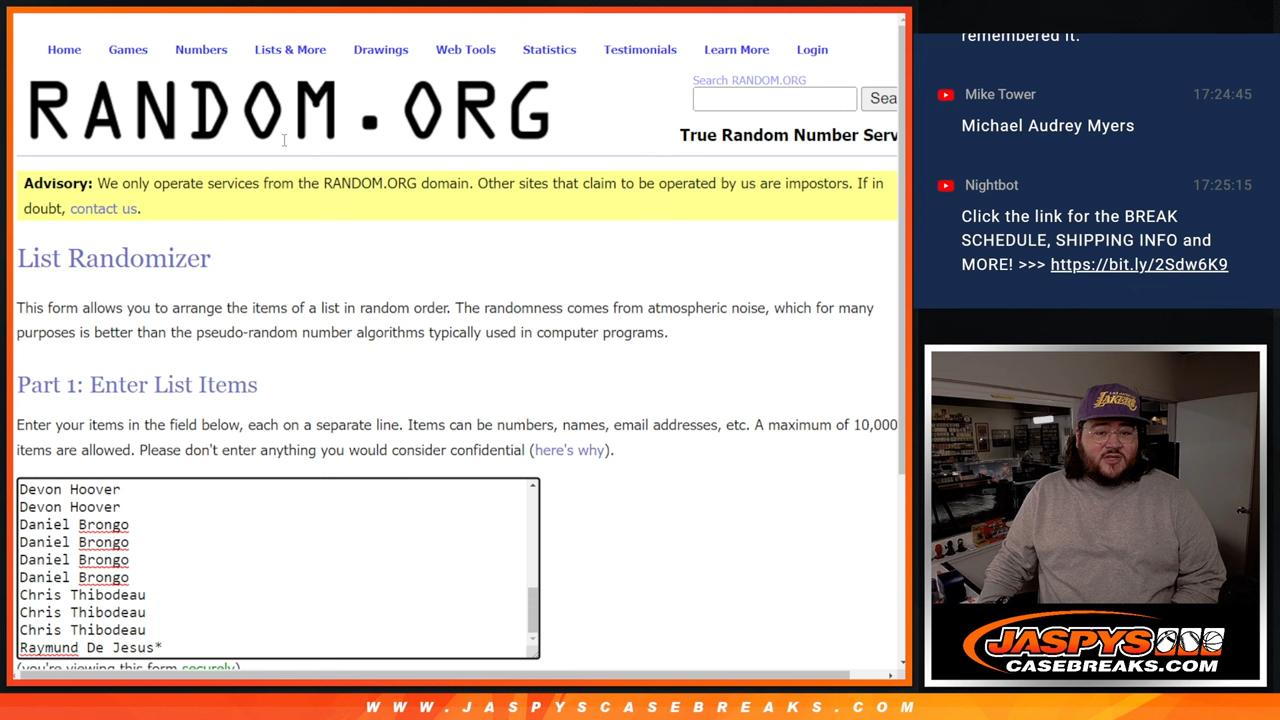 Home Games Numbers Lists & More Drawings Web Tools Statistics Testimonials Learn More Login
RANDOM.ORG
Search RANDOM.ORG
Sea
True Random Number Serv
Advisory: We only operate services from the RANDOM.ORG domain. Other sites that claim to be operated by us are impostors. If in
doubt, contact us.
List Randomizer
This form allows you to arrange the items of a list in random order. The randomness comes from atmospheric noise, which for many
purposes is better than the pseudo-random number algorithms typically used in computer programs.
Part 1: Enter List Items
Enter your items in the field below, each on a separate line. Items can be numbers, names, email addresses, etc. A maximum of 10,000
items are allowed. Please don't enter anything you would consider confidential (here's why).
Devon Hoover
Devon Hoover
Daniel Brongo
Daniel Brongo
Daniel Brongo
Daniel Brongo
Chris Thibodeau
Chris Thibodeau
Chris Thibodeau
Raymund De Jesus*
(you're viewing this form securely)
remembered it.
Mike Tower 17:24:45
Michael Audrey Myers
Nightbot 17:25:15
Click the link for the BREAK
SCHEDULE, SHIPPING INFO and
MORE! >>> https://bit.ly/2Sdw6K9
LAKERS
JASPYS
CASEBREAKS.COM
WWW.JASPYSCASEBREAKS.COM